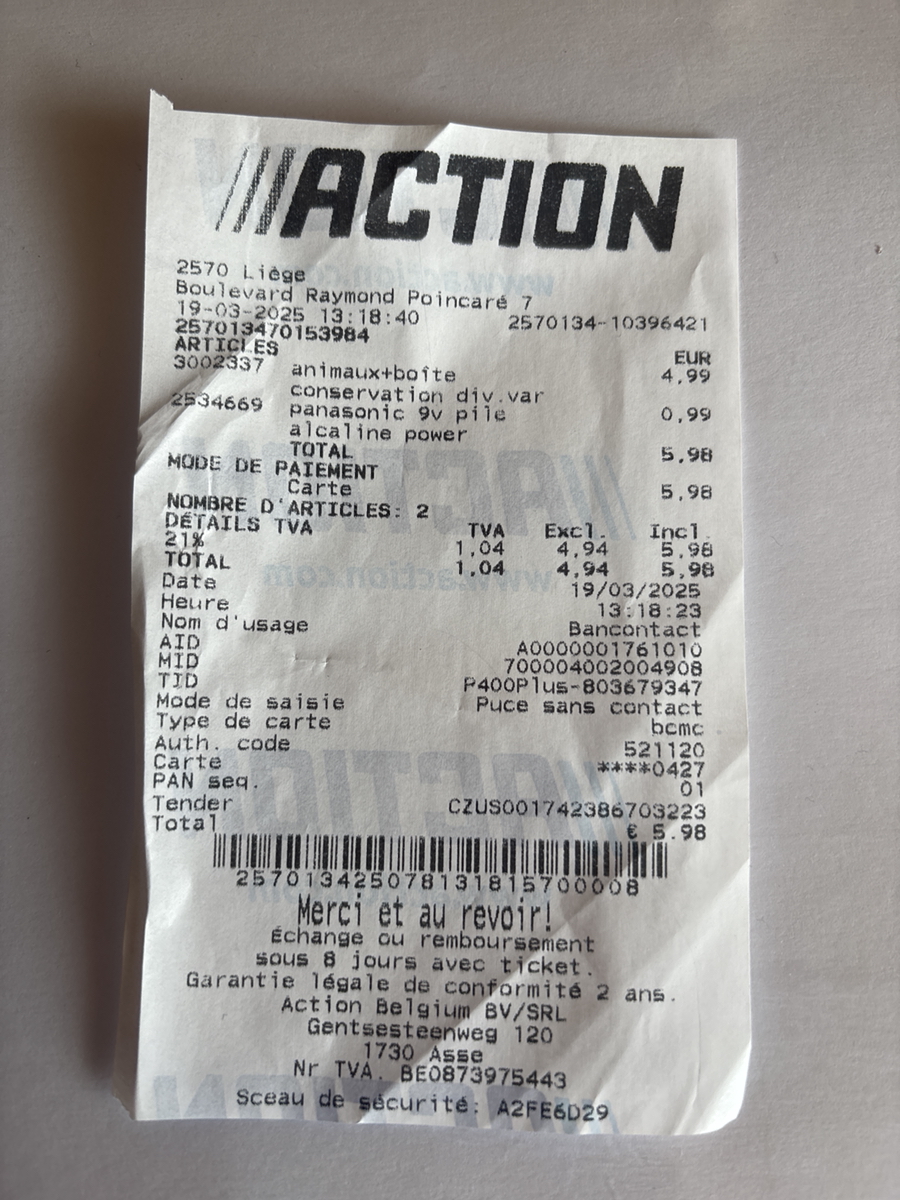 ACTION
2570 Liège
Boulevard Raymond Poincaré 7
19-03-2025 13:18:40 2570134-10396421
257013470153984
ARTICLES EUR
3002337 animaux+boîte 4,99
conservation div.var
2534669 panasonic 9v pile 0,99
alcaline power
TOTAL 5,98
MODE DE PAIEMENT
Carte 5,98
NOMBRE D'ARTICLES: 2
DÉTAILS TVA TVA Excl. Incl.
21% 1,04 4,94 5,98
TOTAL 1,04 4,94 5,98
Date 19/03/2025
Heure 13:18:23
Nom d'usage Bancontact
AID A0000001761010
MID 700004002004908
TID P400Plus-803679347
Mode de saisie Puce sans contact
Type de carte bcmc
Auth. code 521120
Carte ****0427
PAN seq. 01
Tender CZUS001742386703223
Total € 5.98
257013425078131815700008
Merci et au revoir!
Échange ou remboursement
sous 8 jours avec ticket.
Garantie légale de conformité 2 ans.
Action Belgium BV/SRL
Gentsesteenweg 120
1730 Asse
Nr TVA. BE0873975443
Sceau de sécurité: A2FE6D29